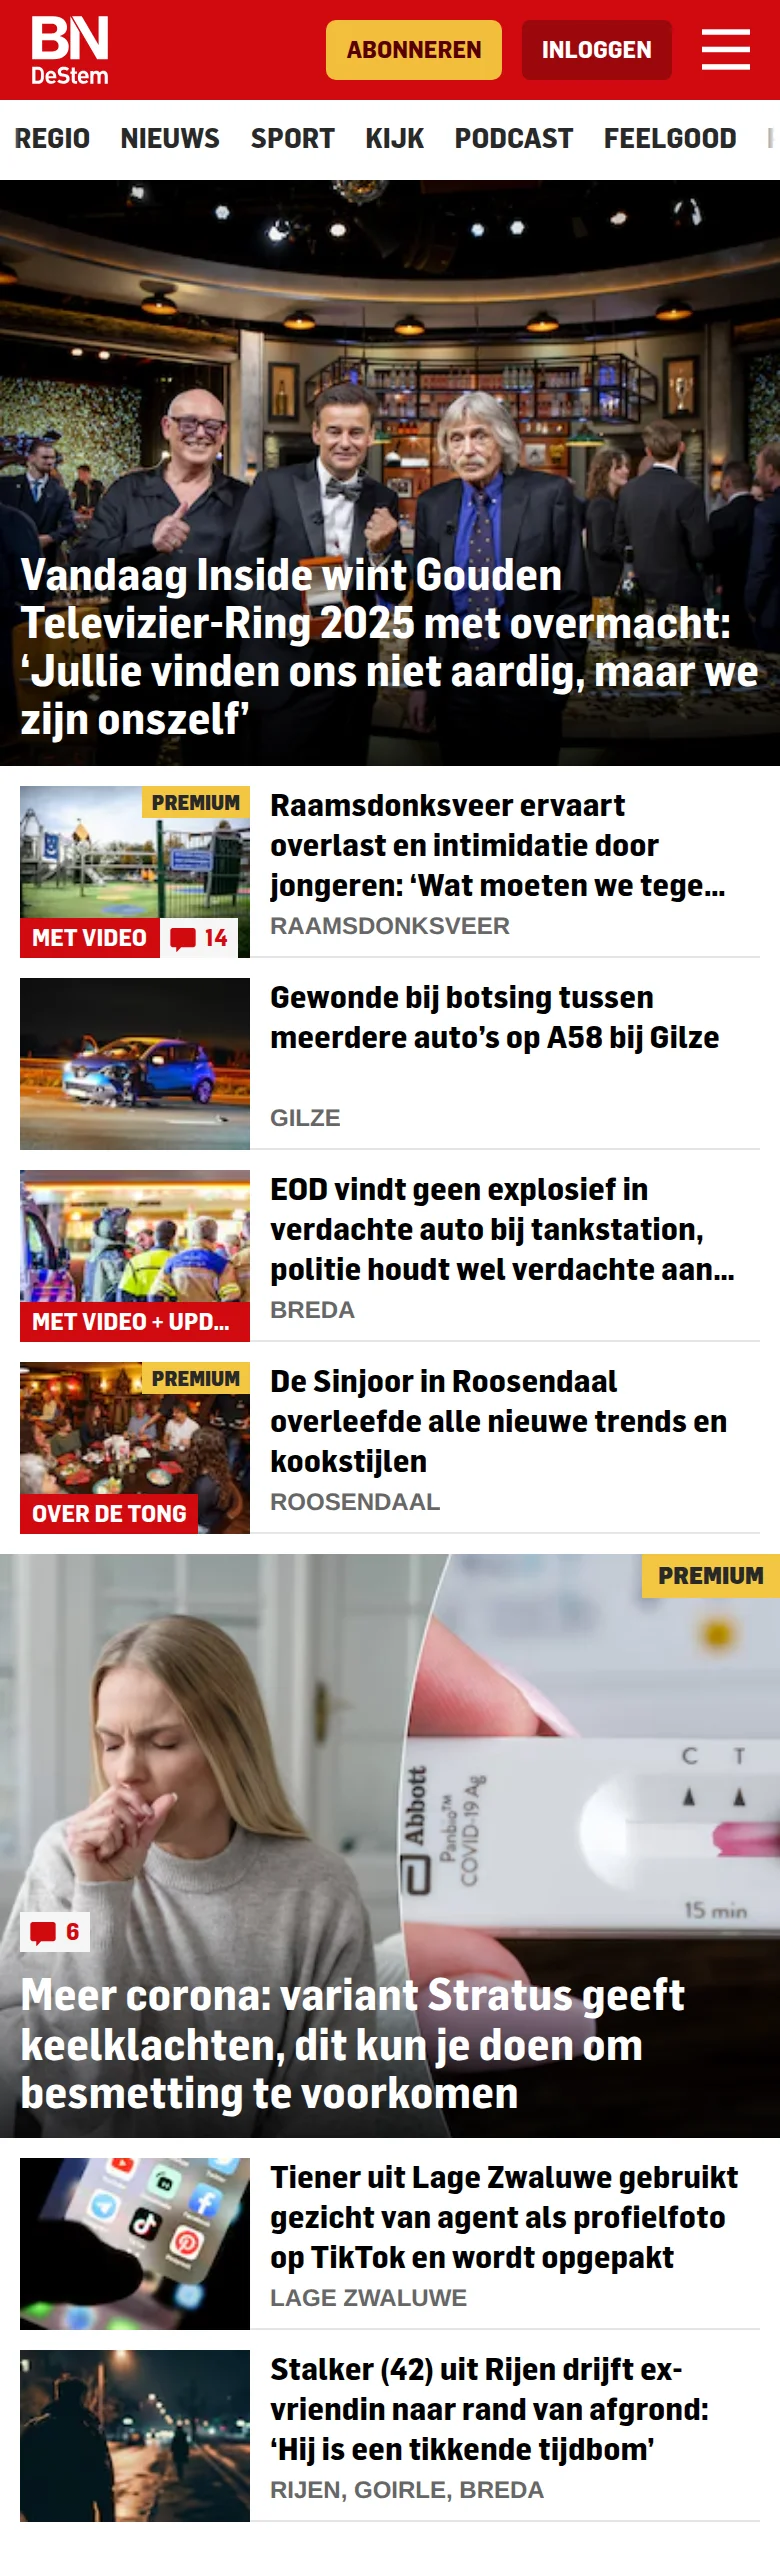 BN
DeStem
ABONNEREN
INLOGGEN
REGIO NIEUWS SPORT KIJK PODCAST FEELGOOD
Vandaag Inside wint Gouden
Televizier-Ring 2025 met overmacht:
‘Jullie vinden ons niet aardig, maar we
zijn onszelf’
PREMIUM
MET VIDEO
14
Raamsdonksveer ervaart
overlast en intimidatie door
jongeren: ‘Wat moeten we tege...
RAAMSDONKSVEER
Gewonde bij botsing tussen
meerdere auto’s op A58 bij Gilze
GILZE
MET VIDEO + UPD...
EOD vindt geen explosief in
verdachte auto bij tankstation,
politie houdt wel verdachte aan...
BREDA
PREMIUM
OVER DE TONG
De Sinjoor in Roosendaal
overleefde alle nieuwe trends en
kookstijlen
ROOSENDAAL
PREMIUM
C T
Abbott
Panbio™
COVID-19 Ag
15 min
6
Meer corona: variant Stratus geeft
keelklachten, dit kun je doen om
besmetting te voorkomen
Tiener uit Lage Zwaluwe gebruikt
gezicht van agent als profielfoto
op TikTok en wordt opgepakt
LAGE ZWALUWE
Stalker (42) uit Rijen drijft ex-
vriendin naar rand van afgrond:
‘Hij is een tikkende tijdbom’
RIJEN, GOIRLE, BREDA